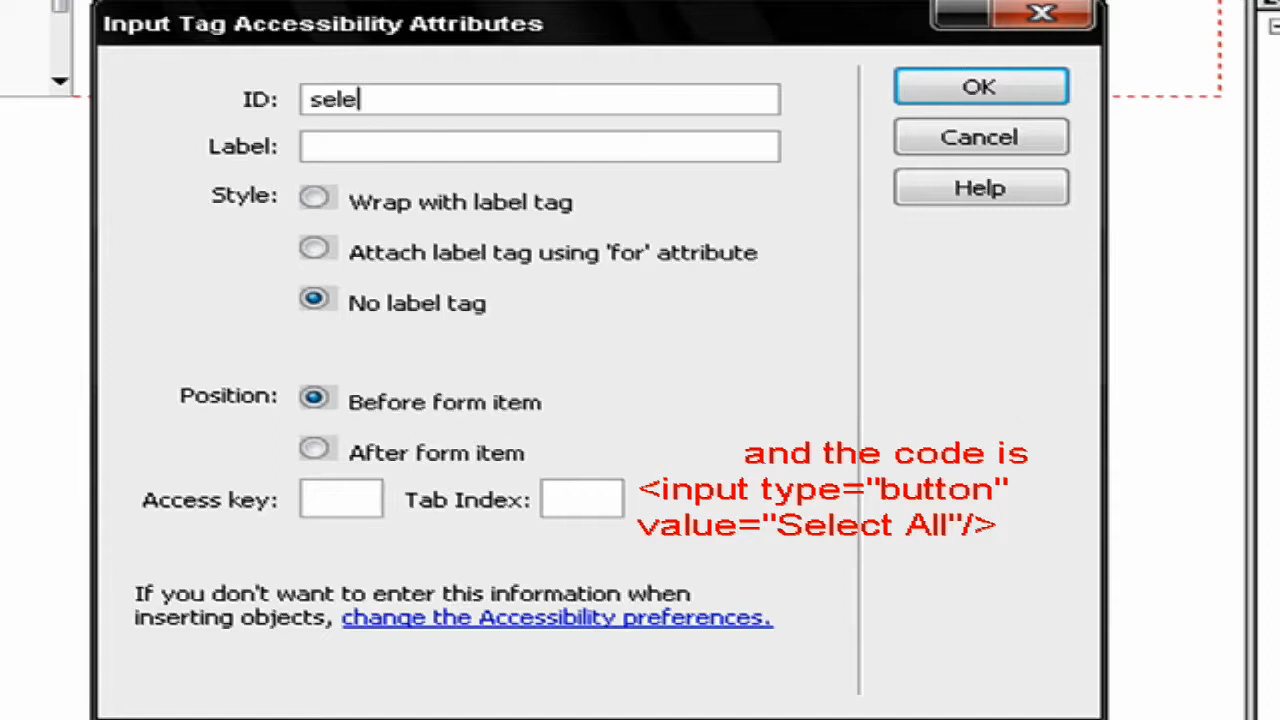 Input Tag Accessibility Attributes
ID: sele
OK
Label:
Cancel
Style:
Wrap with label tag
Help
Attach label tag using 'for' attribute
No label tag
Position:
Before form item
After form item
and the code is
Access key:
Tab Index:
<input type="button"
value="Select All"/>
If you don't want to enter this information when
inserting objects, change the Accessibility preferences.